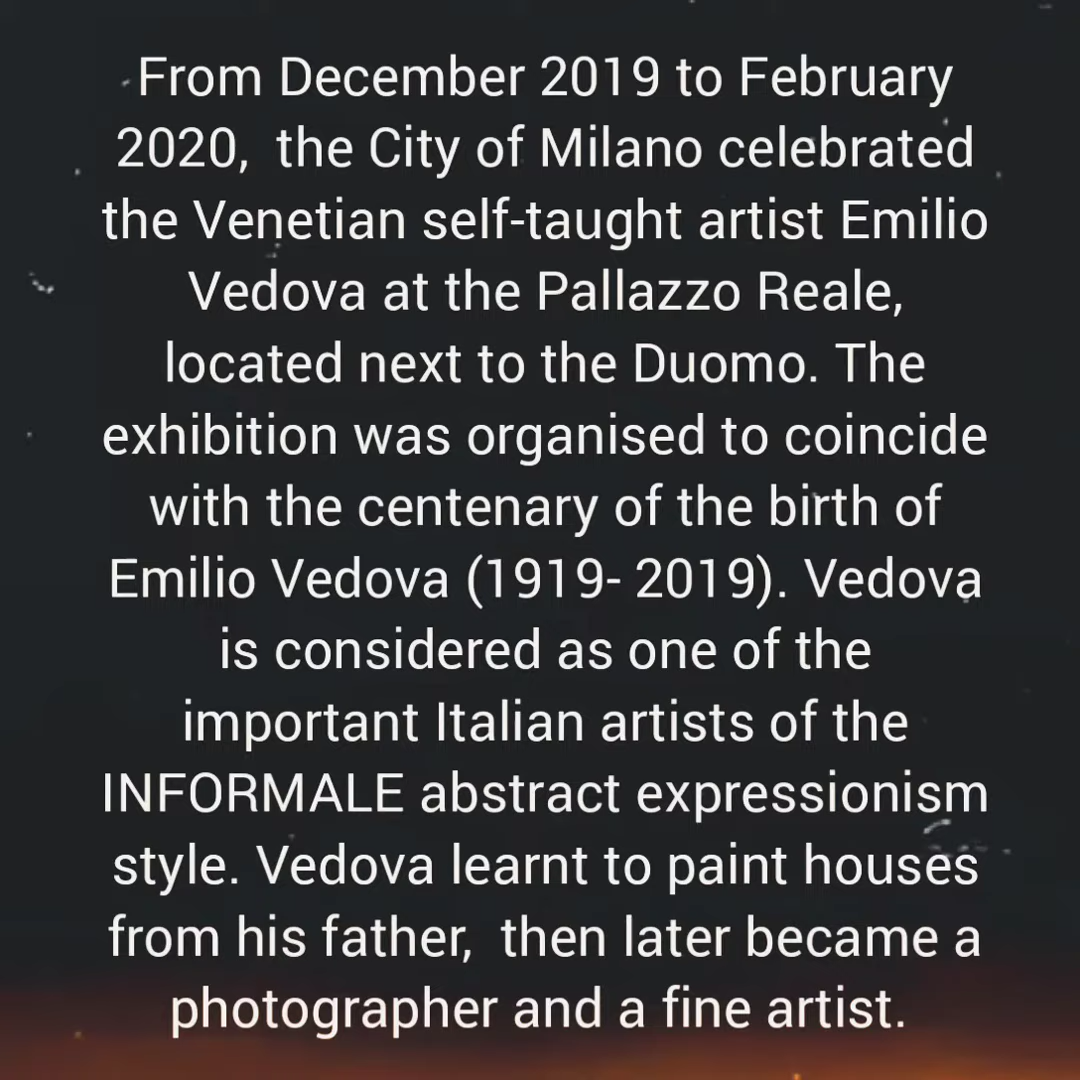 From December 2019 to February
2020,  the City of Milano celebrated
the Venetian self-taught artist Emilio
Vedova at the Pallazzo Reale,
located next to the Duomo. The
exhibition was organised to coincide
with the centenary of the birth of
Emilio Vedova (1919- 2019). Vedova
is considered as one of the
important Italian artists of the
INFORMALE abstract expressionism
style. Vedova learnt to paint houses
from his father,  then later became a
photographer and a fine artist.